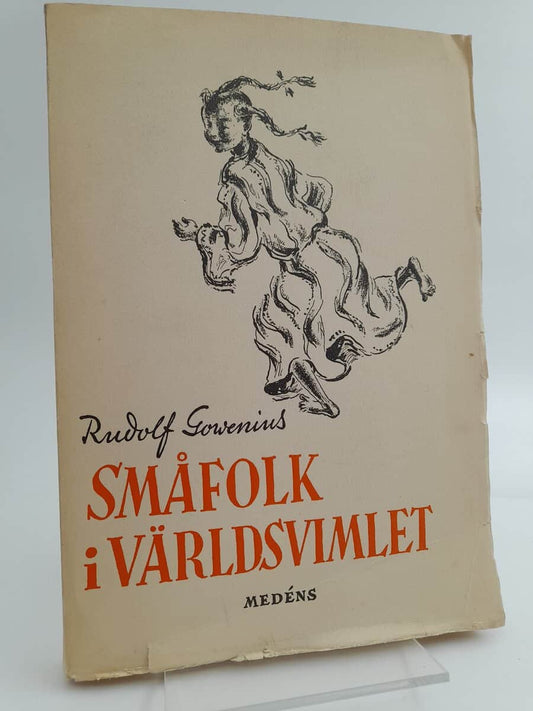 Rudolf Gowenius
SMÅFOLK
i VÄRLDSVIMLET
MEDÉNS